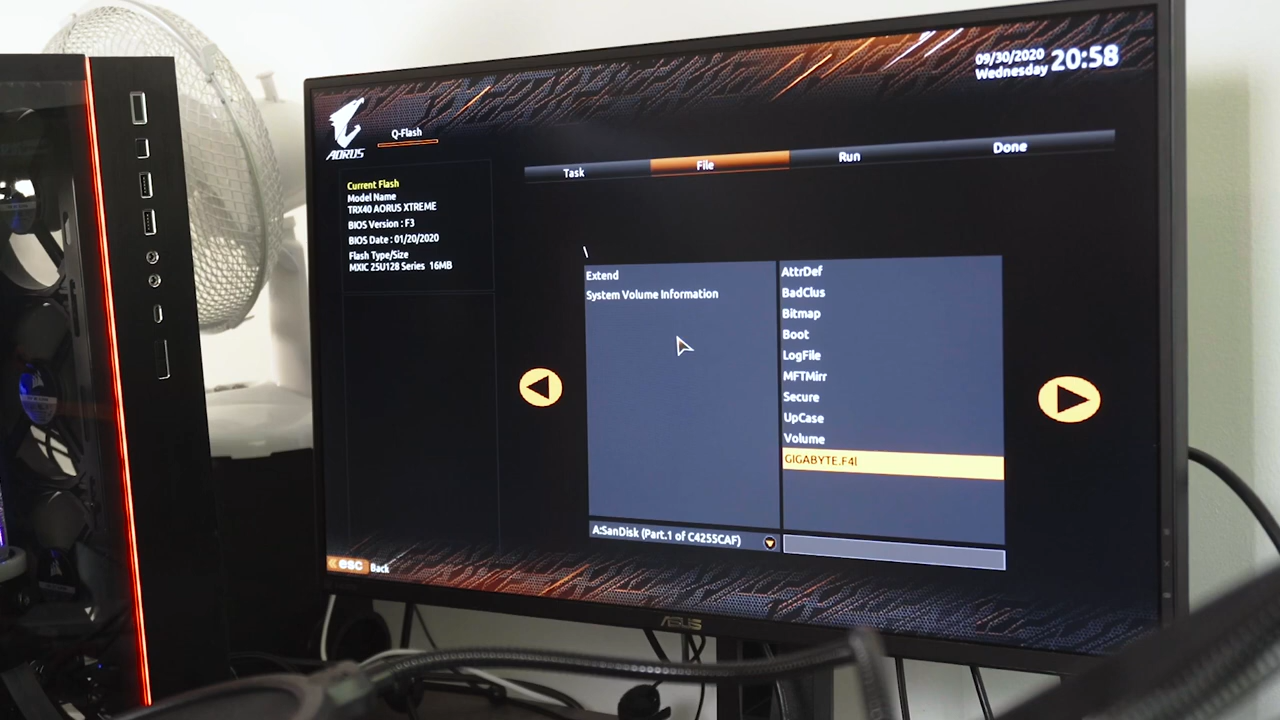 09/30/2020
Wednesday 20:58
AORUS
Q-Flash
Task File Run Done
Current Flash
Model Name
TRX40 AORUS XTREME
BIOS Version : F3
BIOS Date : 01/20/2020
Flash Type/Size
MXIC 25U128 Series 16MB
\
Extend
System Volume Information
AttrDef
BadClus
Bitmap
Boot
LogFile
MFTMirr
Secure
UpCase
Volume
GIGABYTE.F4l
A:SanDisk (Part.1 of C4255CAF)
esc Back
ASUS